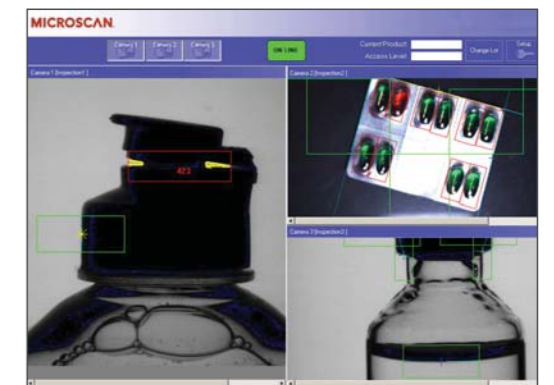 MICROSCAN
Camera 1
Camera 2
Camera 3
ON LINE
Current Product:
Access Level:
Change Lot
Setup
Camera 1 [Inspection1 ]
Camera 2 [Inspection2 ]
423
Camera 3 [Inspection3 ]